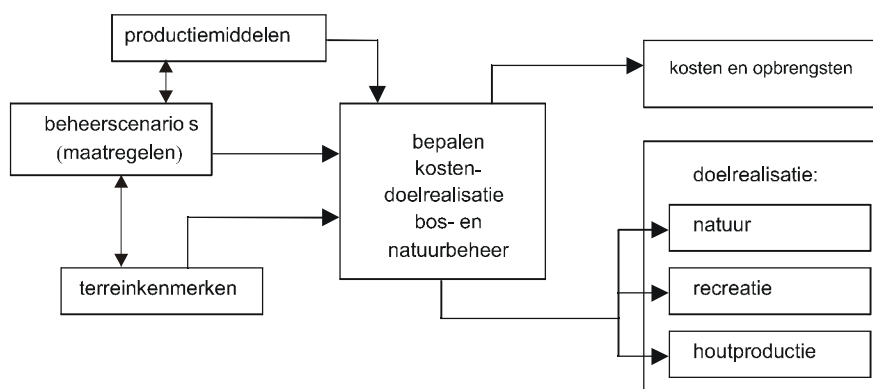 productiemiddelen
beheerscenario s
(maatregelen)
terreinkenmerken
bepalen
kosten-
doelrealisatie
bos- en
natuurbeheer
kosten en opbrengsten
doelrealisatie:
natuur
recreatie
houtproductie